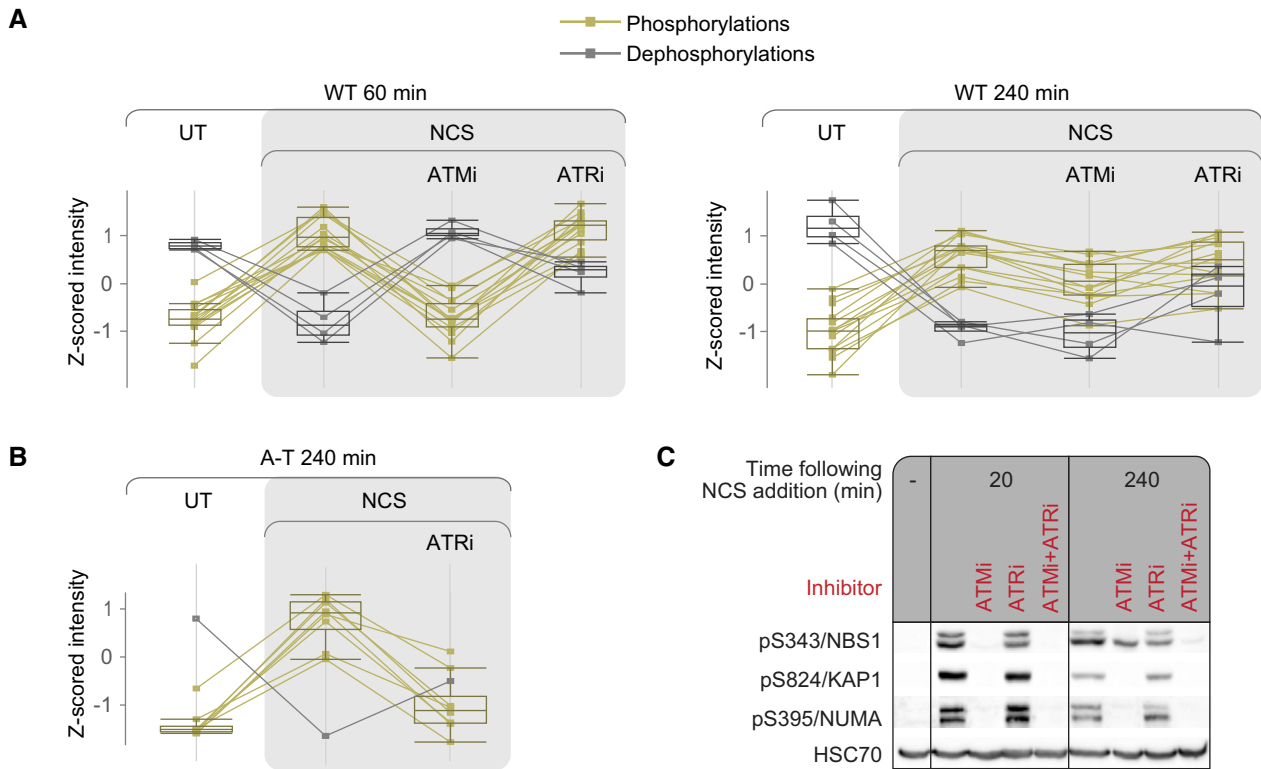 A
Phosphorylations
Dephosphorylations
WT 60 min
UT
NCS
ATMi
ATRi
Z-scored intensity
1
0
-1
WT 240 min
UT
NCS
ATMi
ATRi
Z-scored intensity
1
0
-1
B
A-T 240 min
UT
NCS
ATRi
Z-scored intensity
1
0
-1
C
Time following
NCS addition (min)
-
20
240
Inhibitor
ATMi
ATRi
ATMi+ATRi
ATMi
ATRi
ATMi+ATRi
pS343/NBS1
pS824/KAP1
pS395/NUMA
HSC70